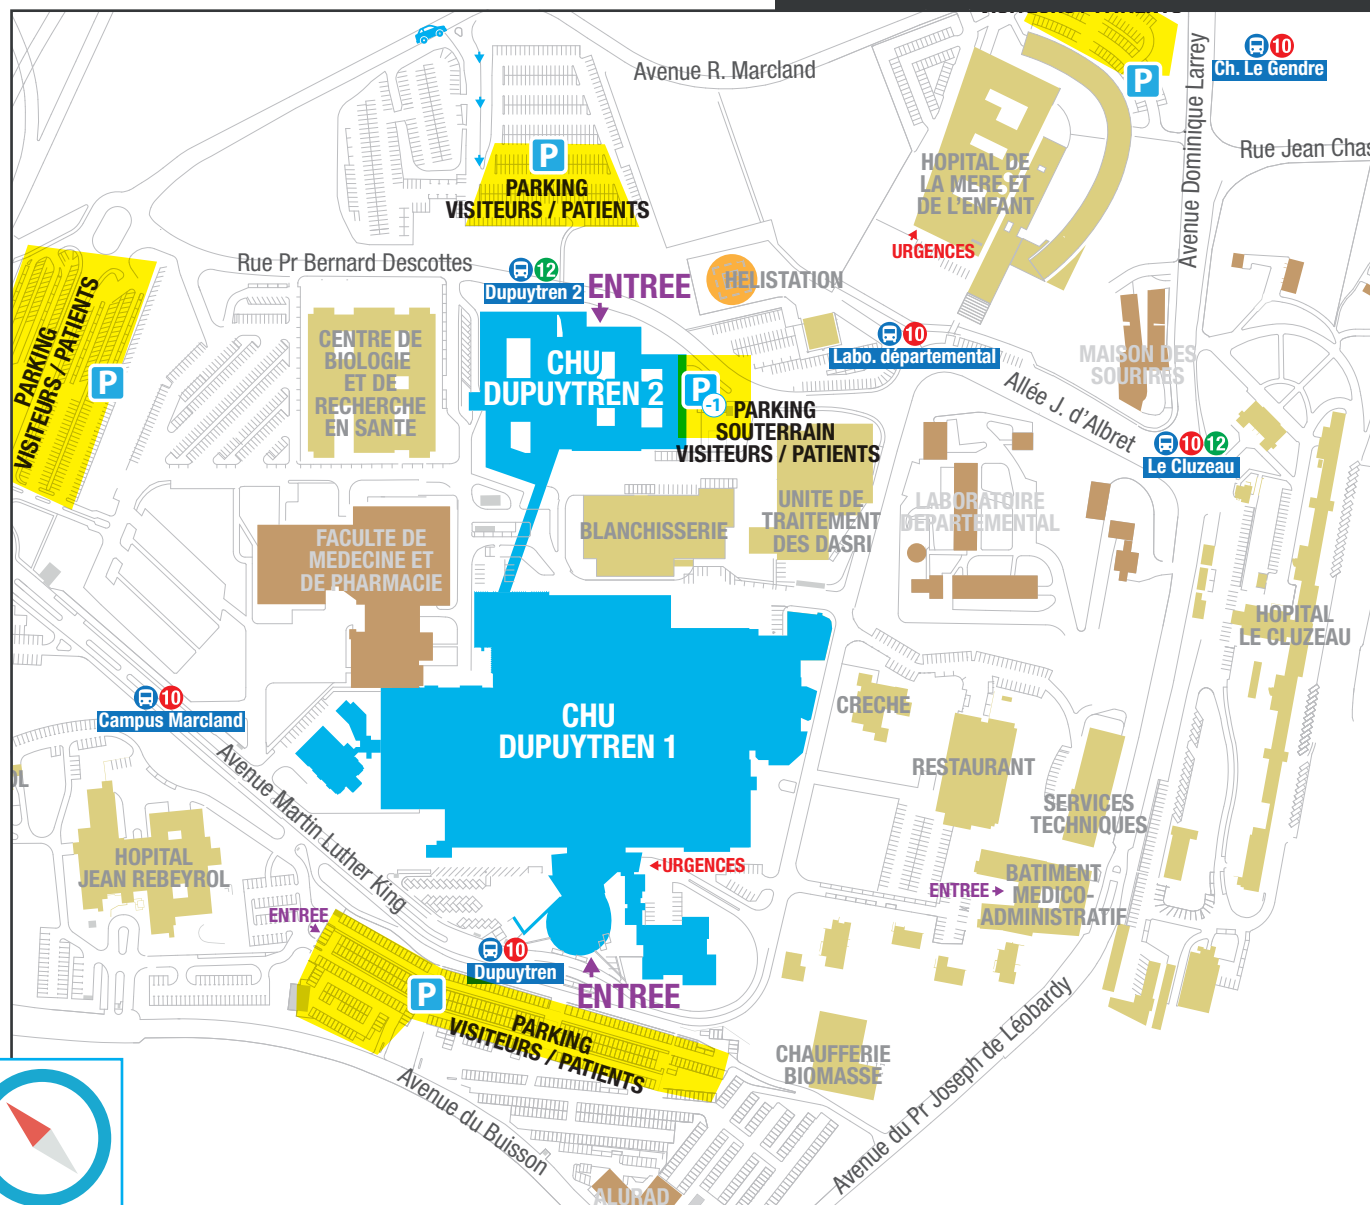 Avenue R. Marcland
P
10
Ch. Le Gendre
Avenue Dominique Larrey
Rue Jean Chas
P
PARKING
VISITEURS / PATIENTS
HOPITAL DE
LA MERE ET
DE L'ENFANT
URGENCES
Rue Pr Bernard Descottes
12
Dupuytren 2
ENTREE
HELISTATION
PARKING
VISITEURS / PATIENTS
P
CENTRE DE
BIOLOGIE
ET DE
RECHERCHE
EN SANTE
CHU
DUPUYTREN 2
P
-1
PARKING
SOUTERRAIN
VISITEURS / PATIENTS
10
Labo. départemental
MAISON DES
SOURIRES
Allée J. d'Albret
10 12
Le Cluzeau
FACULTE DE
MEDECINE ET
DE PHARMACIE
BLANCHISSERIE
UNITE DE
TRAITEMENT
DES DASRI
LABORATOIRE
DEPARTEMENTAL
HOPITAL
LE CLUZEAU
10
Campus Marcland
CHU
DUPUYTREN 1
CRECHE
RESTAURANT
SERVICES
TECHNIQUES
Avenue Martin Luther King
OL
HOPITAL
JEAN REBEYROL
URGENCES
ENTREE
BATIMENT
MEDICO-
ADMINISTRATIF
ENTREE
10
Dupuytren
ENTREE
P
PARKING
VISITEURS / PATIENTS
CHAUFFERIE
BIOMASSE
Avenue du Pr Joseph de Léobardy
Avenue du Buisson
ALURAD